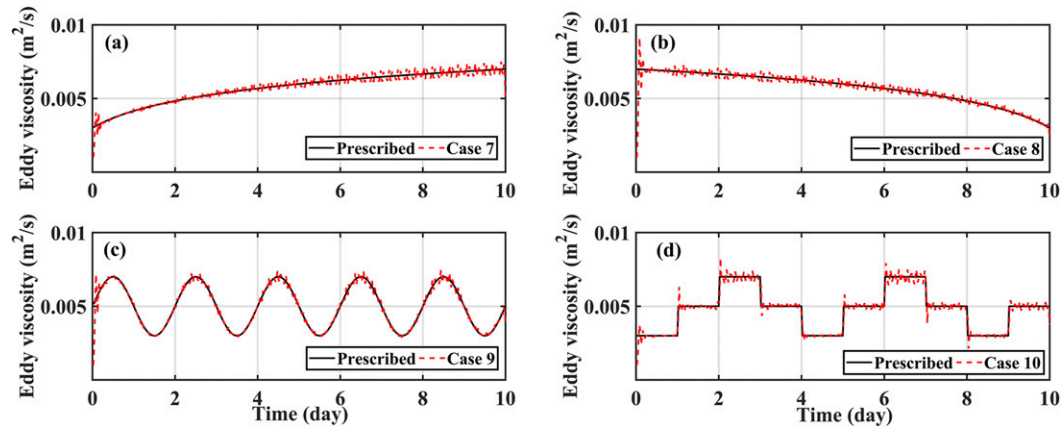 (a)
Eddy viscosity (m²/s)
0.01
0.005
Prescribed Case 7
0 2 4 6 8 10
(b)
Eddy viscosity (m²/s)
0.01
0.005
Prescribed Case 8
0 2 4 6 8 10
(c)
Eddy viscosity (m²/s)
0.01
0.005
0
Prescribed Case 9
0 2 4 6 8 10
Time (day)
(d)
Eddy viscosity (m²/s)
0.01
0.005
0
Prescribed Case 10
0 2 4 6 8 10
Time (day)